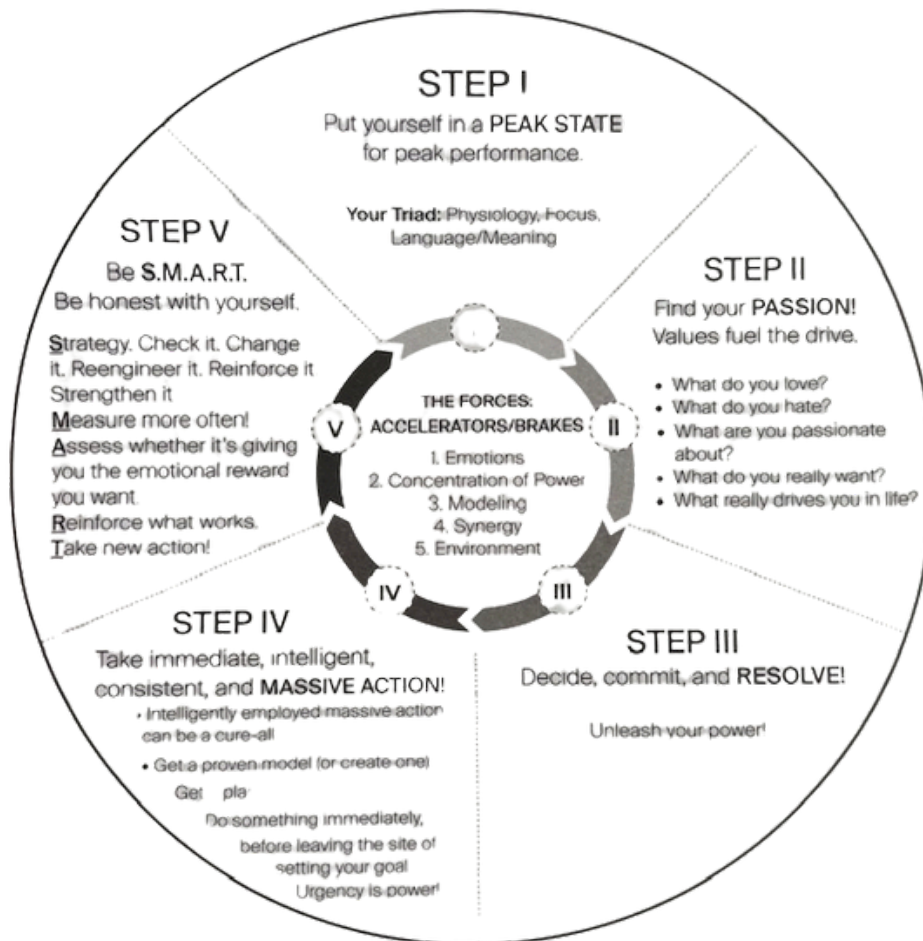 STEP I
Put yourself in a PEAK STATE
for peak performance.
Your Triad: Physiology, Focus,
Language/Meaning
STEP II
Find your PASSION!
Values fuel the drive.
• What do you love?
• What do you hate?
• What are you passionate
about?
• What do you really want?
• What really drives you in life?
STEP III
Decide, commit, and RESOLVE!
Unleash your power!
STEP IV
Take immediate, intelligent,
consistent, and MASSIVE ACTION!
• Intelligently employed massive action
can be a cure-all
• Get a proven model (or create one)
Get
Do something immediately,
before leaving the site of
setting your goal
Urgency is power!
STEP V
Be S.M.A.R.T.
Be honest with yourself.
Strategy. Check it. Change
it. Reengineer it. Reinforce it
Strengthen it
Measure more often!
Assess whether it's giving
you the emotional reward
you want.
Reinforce what works.
Take new action!
THE FORCES:
ACCELERATORS/BRAKES
1. Emotions
2. Concentration of Power
3. Modeling
4. Synergy
5. Environment
II
III
IV
V